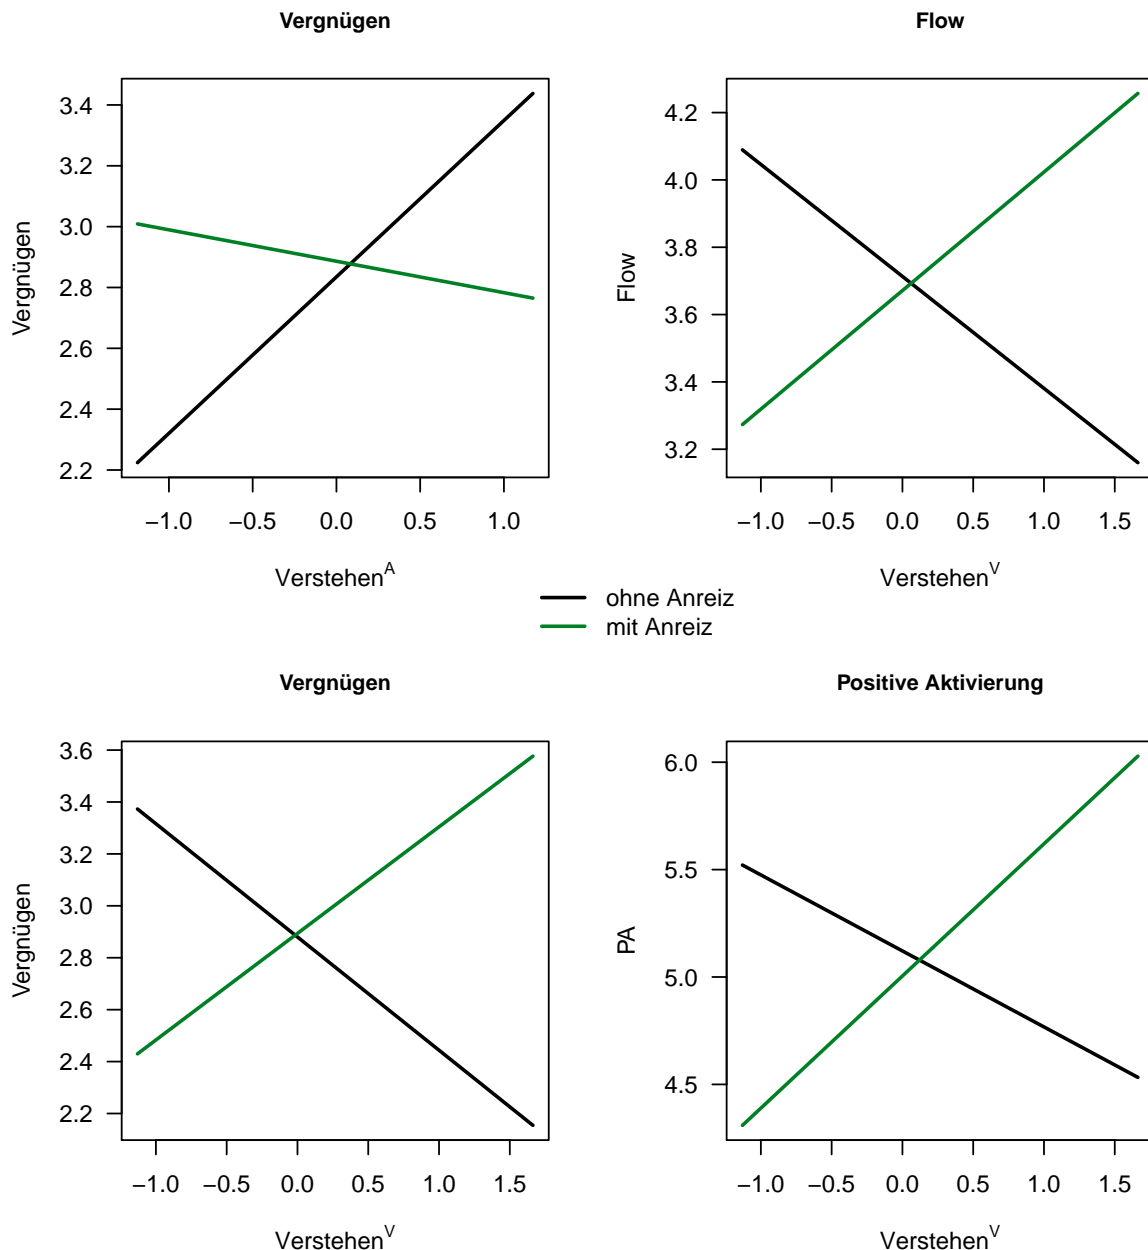 Vergnügen
Vergnügen
3.4
3.2
3.0
2.8
2.6
2.4
2.2
−1.0 −0.5 0.0 0.5 1.0
Verstehen^A
Flow
Flow
4.2
4.0
3.8
3.6
3.4
3.2
−1.0 −0.5 0.0 0.5 1.0 1.5
Verstehen^V
ohne Anreiz
mit Anreiz
Vergnügen
Vergnügen
3.6
3.4
3.2
3.0
2.8
2.6
2.4
2.2
−1.0 −0.5 0.0 0.5 1.0 1.5
Verstehen^V
Positive Aktivierung
PA
6.0
5.5
5.0
4.5
−1.0 −0.5 0.0 0.5 1.0 1.5
Verstehen^V